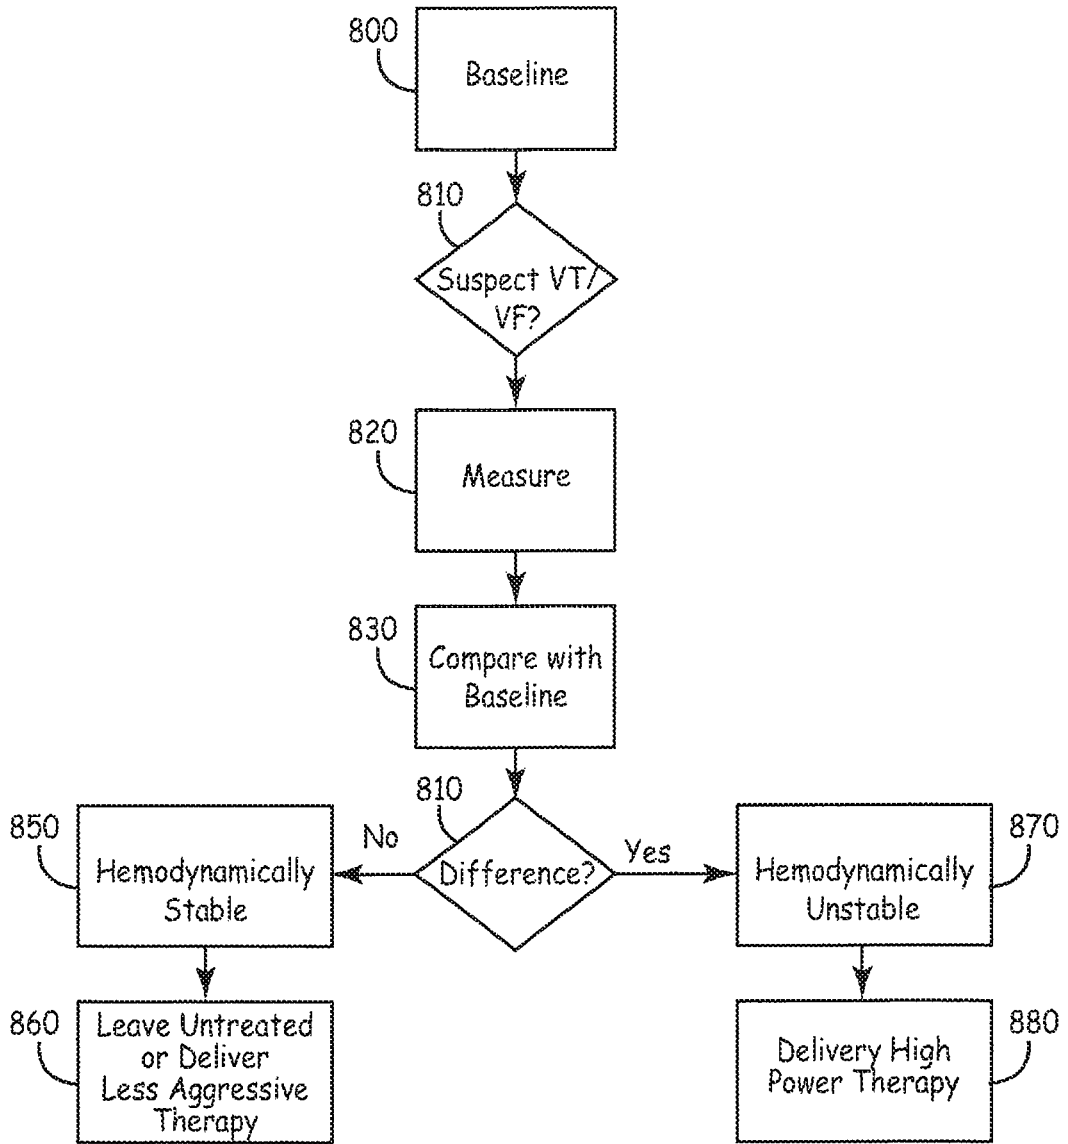 800
Baseline
810
Suspect VT/
VF?
820
Measure
830
Compare with
Baseline
810
Difference?
No
Yes
850
Hemodynamically
Stable
870
Hemodynamically
Unstable
860
Leave Untreated
or Deliver
Less Aggressive
Therapy
880
Delivery High
Power Therapy